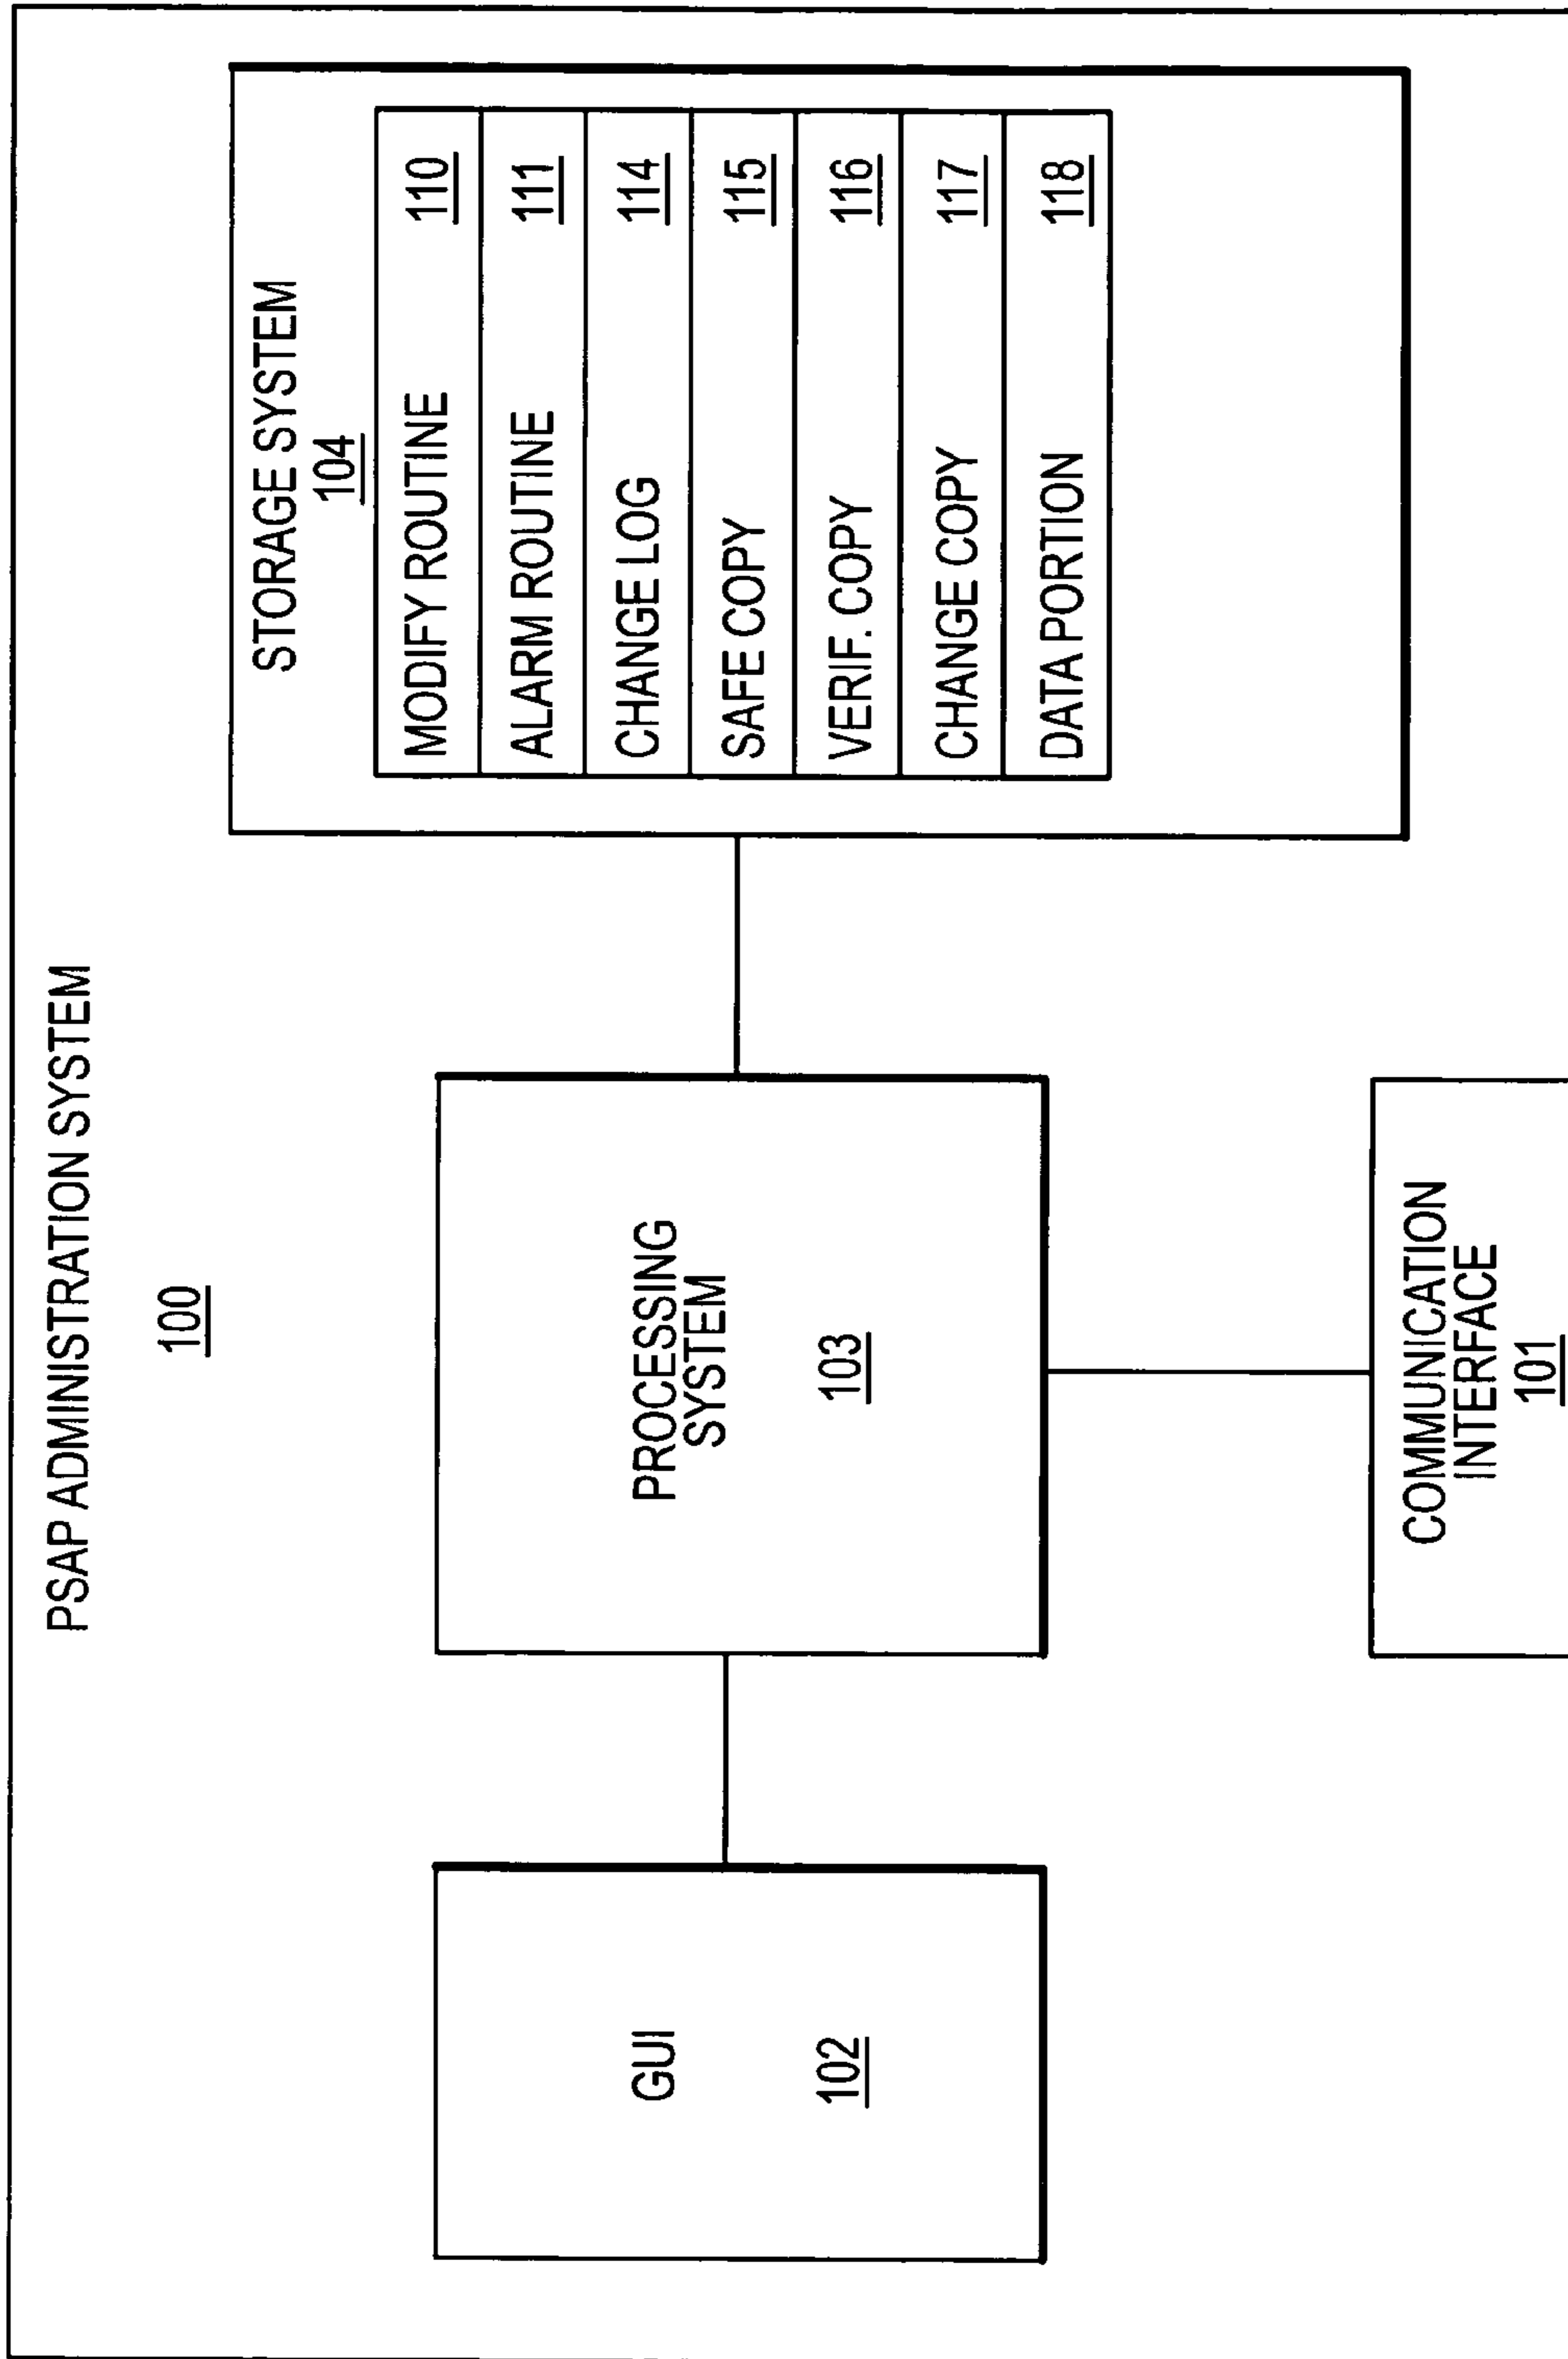 PSAP ADMINISTRATION SYSTEM
100
GUI
102
PROCESSING
SYSTEM
103
COMMUNICATION
INTERFACE
101
STORAGE SYSTEM
104
MODIFY ROUTINE 110
ALARM ROUTINE 111
CHANGE LOG 114
SAFE COPY 115
VERIF. COPY 116
CHANGE COPY 117
DATA PORTION 118